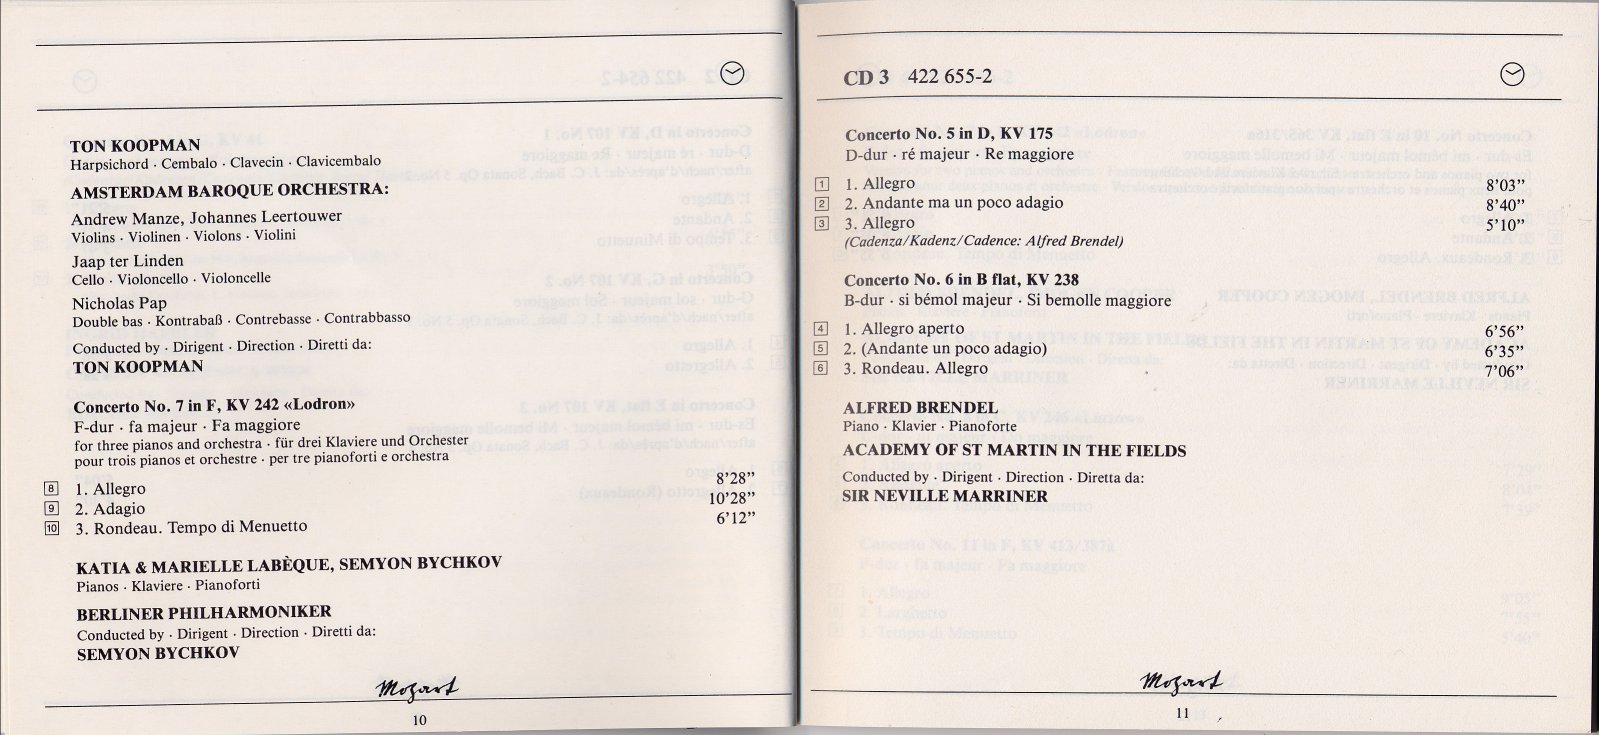 TON KOOPMAN
Harpsichord · Cembalo · Clavecin · Clavicembalo
AMSTERDAM BAROQUE ORCHESTRA:
Andrew Manze, Johannes Leertouwer
Violins · Violinen · Violons · Violini
Jaap ter Linden
Cello · Violoncello · Violoncelle
Nicholas Pap
Double bas · Kontrabaß · Contrebasse · Contrabbasso
Conducted by · Dirigent · Direction · Diretti da:
TON KOOPMAN
Concerto No. 7 in F, KV 242 «Lodron»
F-dur · fa majeur · Fa maggiore
for three pianos and orchestra · für drei Klaviere und Orchester
pour trois pianos et orchestre · per tre pianoforti e orchestra
8 1. Allegro 8’28”
9 2. Adagio 10’28”
10 3. Rondeau. Tempo di Menuetto 6’12”
KATIA & MARIELLE LABÈQUE, SEMYON BYCHKOV
Pianos · Klaviere · Pianoforti
BERLINER PHILHARMONIKER
Conducted by · Dirigent · Direction · Diretti da:
SEMYON BYCHKOV
Mozart
10
CD 3 422 655-2
Concerto No. 5 in D, KV 175
D-dur · ré majeur · Re maggiore
1 1. Allegro 8’03”
2 2. Andante ma un poco adagio 8’40”
3 3. Allegro 5’10”
(Cadenza/Kadenz/Cadence: Alfred Brendel)
Concerto No. 6 in B flat, KV 238
B-dur · si bémol majeur · Si bemolle maggiore
4 1. Allegro aperto 6’56”
5 2. (Andante un poco adagio) 6’35”
6 3. Rondeau. Allegro 7’06”
ALFRED BRENDEL
Piano · Klavier · Pianoforte
ACADEMY OF ST MARTIN IN THE FIELDS
Conducted by · Dirigent · Direction · Diretta da:
SIR NEVILLE MARRINER
Mozart
11